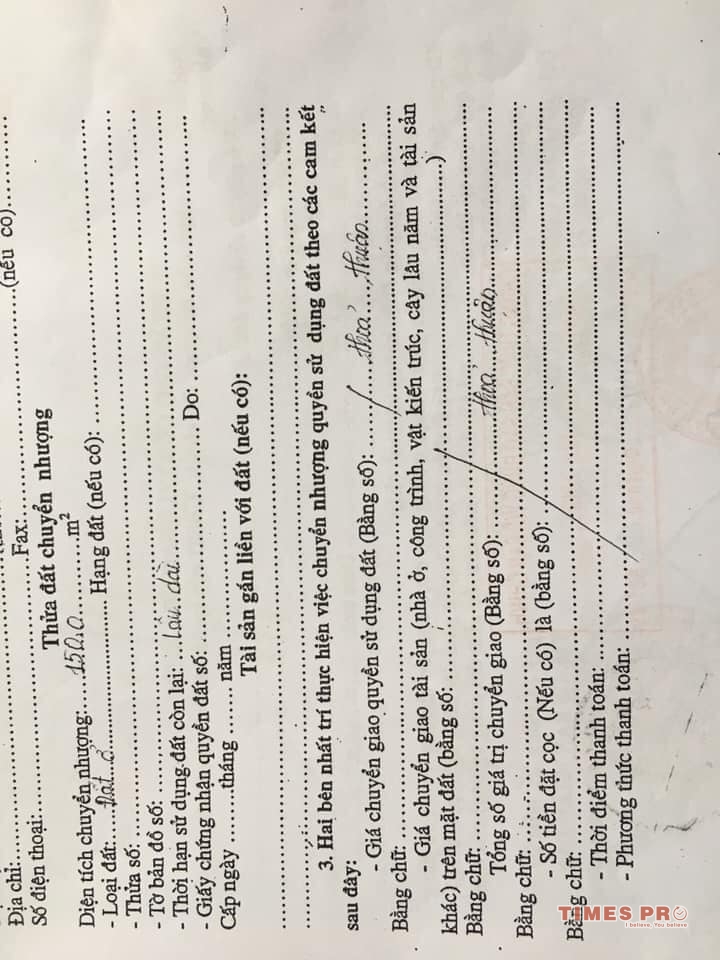 Địa chỉ:........................................................(nếu có)............
Số điện thoại:....................................Fax:....................................
Thửa đất chuyển nhượng
Diện tích chuyển nhượng:.....150,0..........m²
- Loại đất:....Đất ở.......................... Hạng đất (nếu có):................................
- Thửa số:................................................................
- Tờ bản đồ số:................................................................
- Thời hạn sử dụng đất còn lại: ...lâu dài................................
- Giấy chứng nhận quyền đất số: ................................ Do: ................................
Cấp ngày .......tháng ...... năm ................
Tài sản gắn liền với đất (nếu có):
................................................................
................................................................
3. Hai bên nhất trí thực hiện việc chuyển nhượng quyền sử dụng đất theo các cam kết
sau đây:
- Giá chuyển giao quyền sử dụng đất (Bằng số): ............thoả....thuận............
Bằng chữ: ................................................................
- Giá chuyển giao tài sản (nhà ở, công trình, vật kiến trúc, cây lâu năm và tài sản
khác) trên mặt đất (bằng số: ................................................................)
Bằng chữ: ................................................................
Tổng số giá trị chuyển giao (Bằng số): ............thoả....thuận............
Bằng chữ: ................................................................
- Số tiền đặt cọc (Nếu có) là (bằng số): ................................
Bằng chữ: ................................................................
- Thời điểm thanh toán: ................................................................
- Phương thức thanh toán: ................................................................
TIMES PRO
I believe, You believe